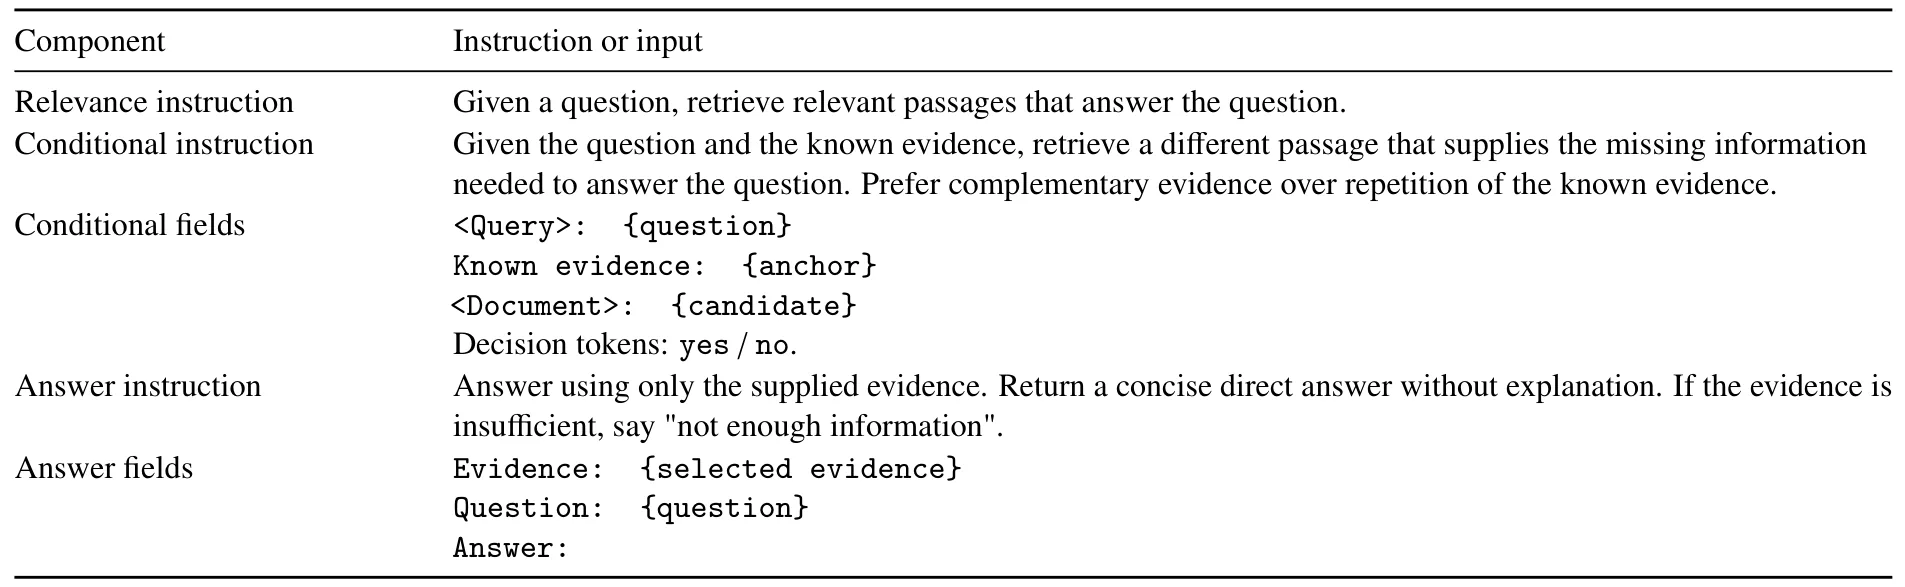 Component Instruction or input
Relevance instruction Given a question, retrieve relevant passages that answer the question.
Conditional instruction Given the question and the known evidence, retrieve a different passage that supplies the missing information
needed to answer the question. Prefer complementary evidence over repetition of the known evidence.
Conditional fields <Query>: {question}
Known evidence: {anchor}
<Document>: {candidate}
Decision tokens: yes / no.
Answer instruction Answer using only the supplied evidence. Return a concise direct answer without explanation. If the evidence is
insufficient, say "not enough information".
Answer fields Evidence: {selected evidence}
Question: {question}
Answer: